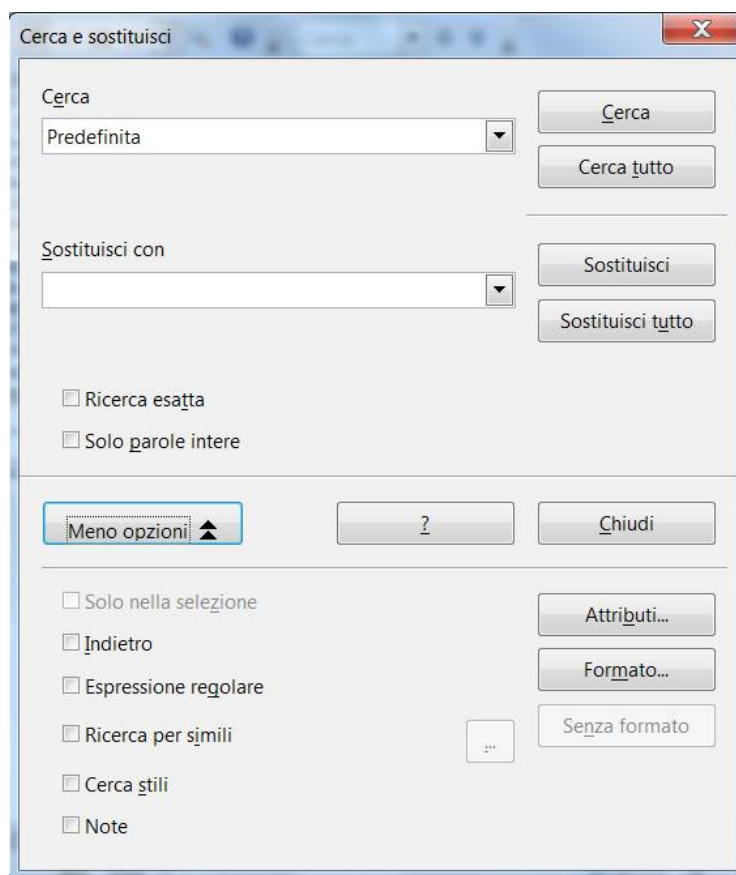 Cerca e sostituisci
Cerca
Predefinita
Cerca
Cerca tutto
Sostituisci con
Sostituisci
Sostituisci tutto
Ricerca esatta
Solo parole intere
Meno opzioni
?
Chiudi
Solo nella selezione
Indietro
Espressione regolare
Ricerca per simili
...
Cerca stili
Note
Attributi...
Formato...
Senza formato